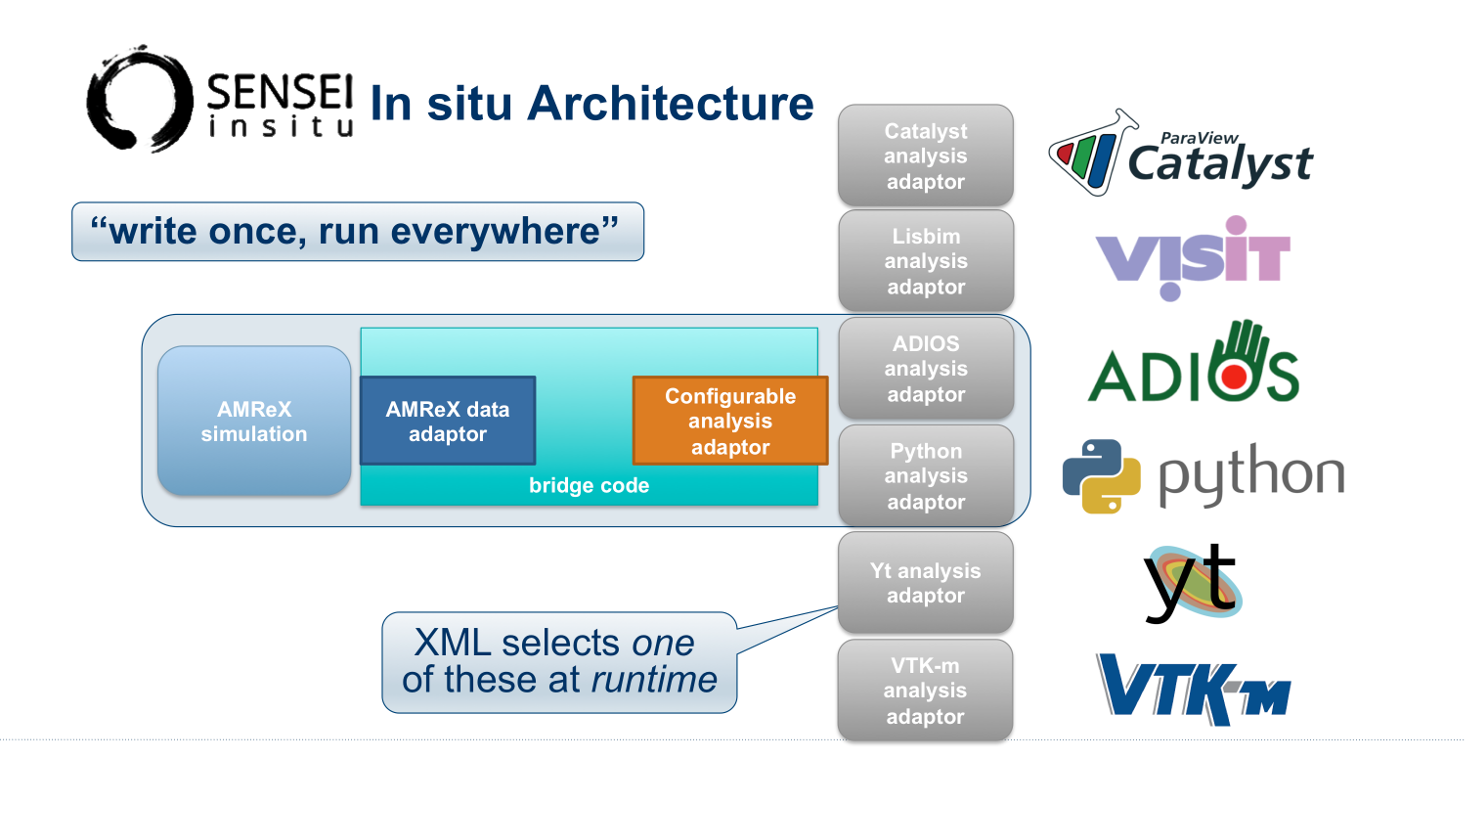 SENSEI
insitu
In situ Architecture
“write once, run everywhere”
AMReX
simulation
AMReX data
adaptor
Configurable
analysis
adaptor
bridge code
Catalyst
analysis
adaptor
ParaView
Catalyst
Lisbim
analysis
adaptor
VISIT
ADIOS
analysis
adaptor
ADIOS
Python
analysis
adaptor
python
Yt analysis
adaptor
yt
VTK-m
analysis
adaptor
VTK-m
XML selects one
of these at runtime